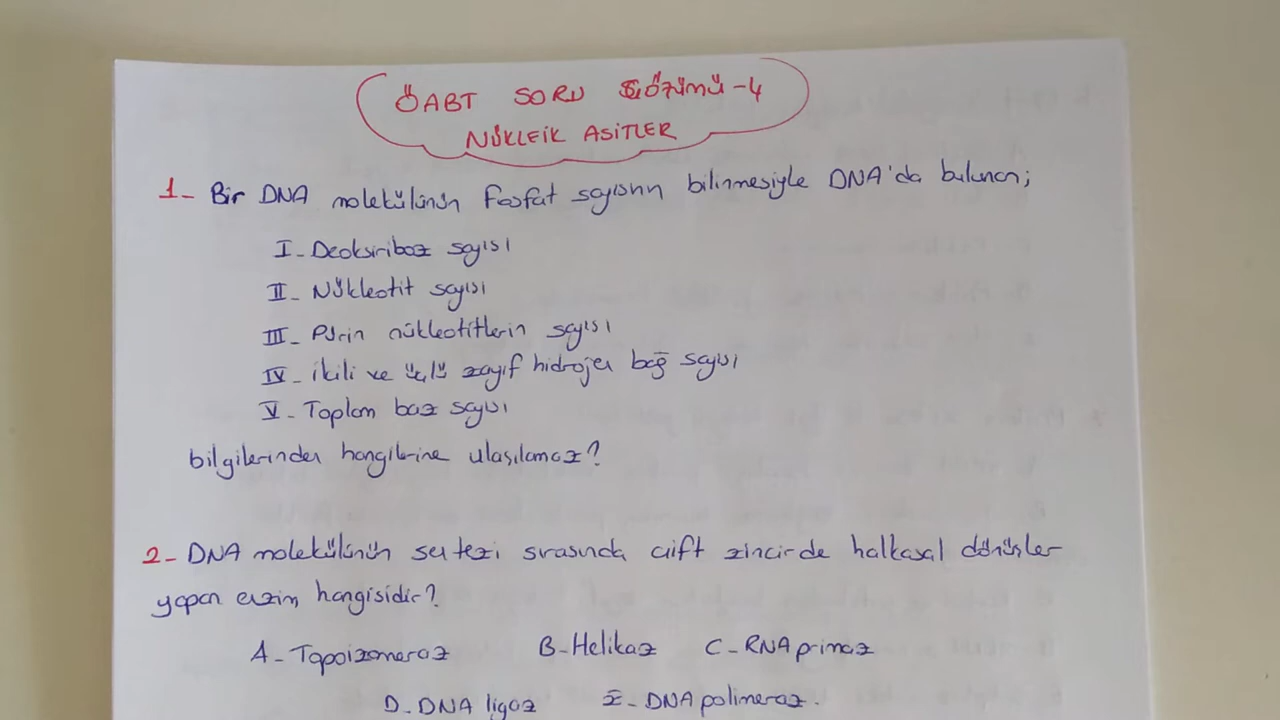 ÖABT SORU ÇÖZÜMÜ-4
NÜKLEİK ASİTLER
1- Bir DNA molekülünün fosfat sayısının bilinmesiyle DNA'da bulunan;
I- Deoksiriboz sayısı
II- Nükleotit sayısı
III- Pürin nükleotitlerin sayısı
IV- İkili ve üçlü zayıf hidrojen bağ sayısı
V- Toplam baz sayısı
bilgilerinden hangilerine ulaşılamaz?
2- DNA molekülünün sentezi sırasında çift zincirde halkasal dönüşler
yapan enzim hangisidir?
A- Topoizomeraz B- Helikaz C- RNA primaz
D- DNA ligaz E- DNA polimeraz.